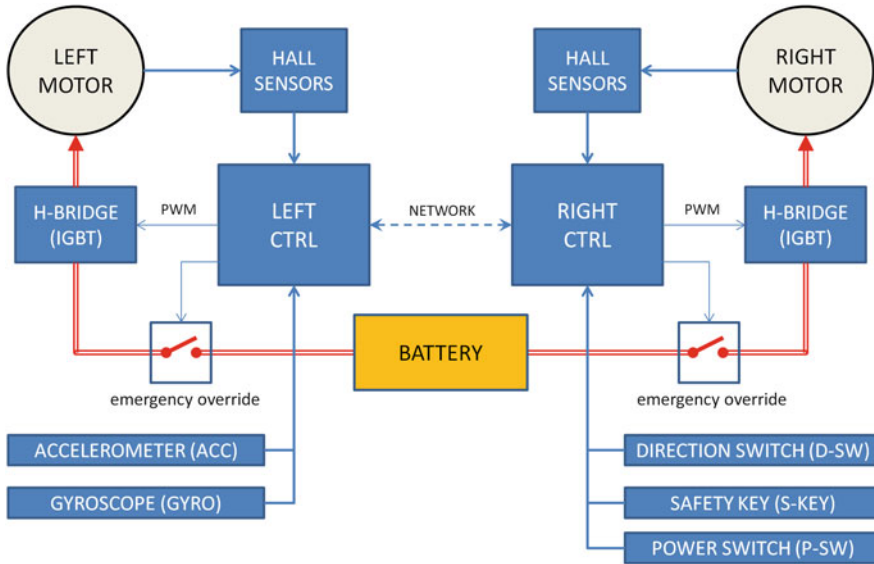 LEFT
MOTOR
HALL
SENSORS
HALL
SENSORS
RIGHT
MOTOR
H-BRIDGE
(IGBT)
PWM
LEFT
CTRL
NETWORK
RIGHT
CTRL
PWM
H-BRIDGE
(IGBT)
BATTERY
emergency override
emergency override
ACCELEROMETER (ACC)
GYROSCOPE (GYRO)
DIRECTION SWITCH (D-SW)
SAFETY KEY (S-KEY)
POWER SWITCH (P-SW)